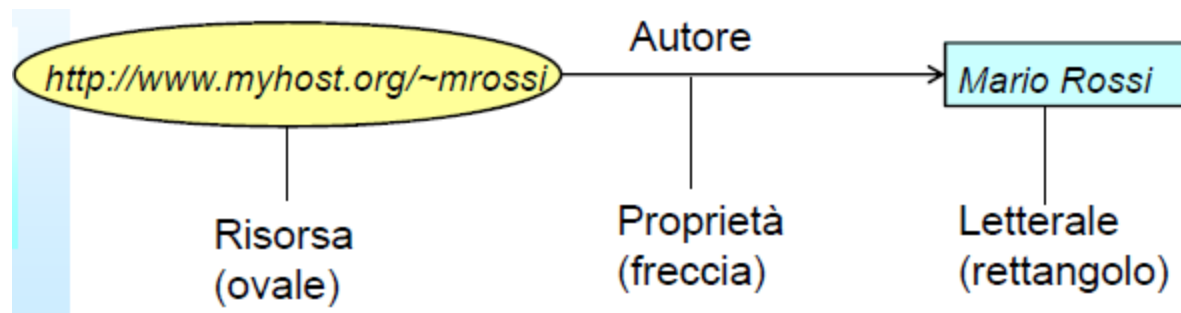 Autore
http://www.myhost.org/~mrossi
Mario Rossi
Risorsa
(ovale)
Proprietà
(freccia)
Letterale
(rettangolo)